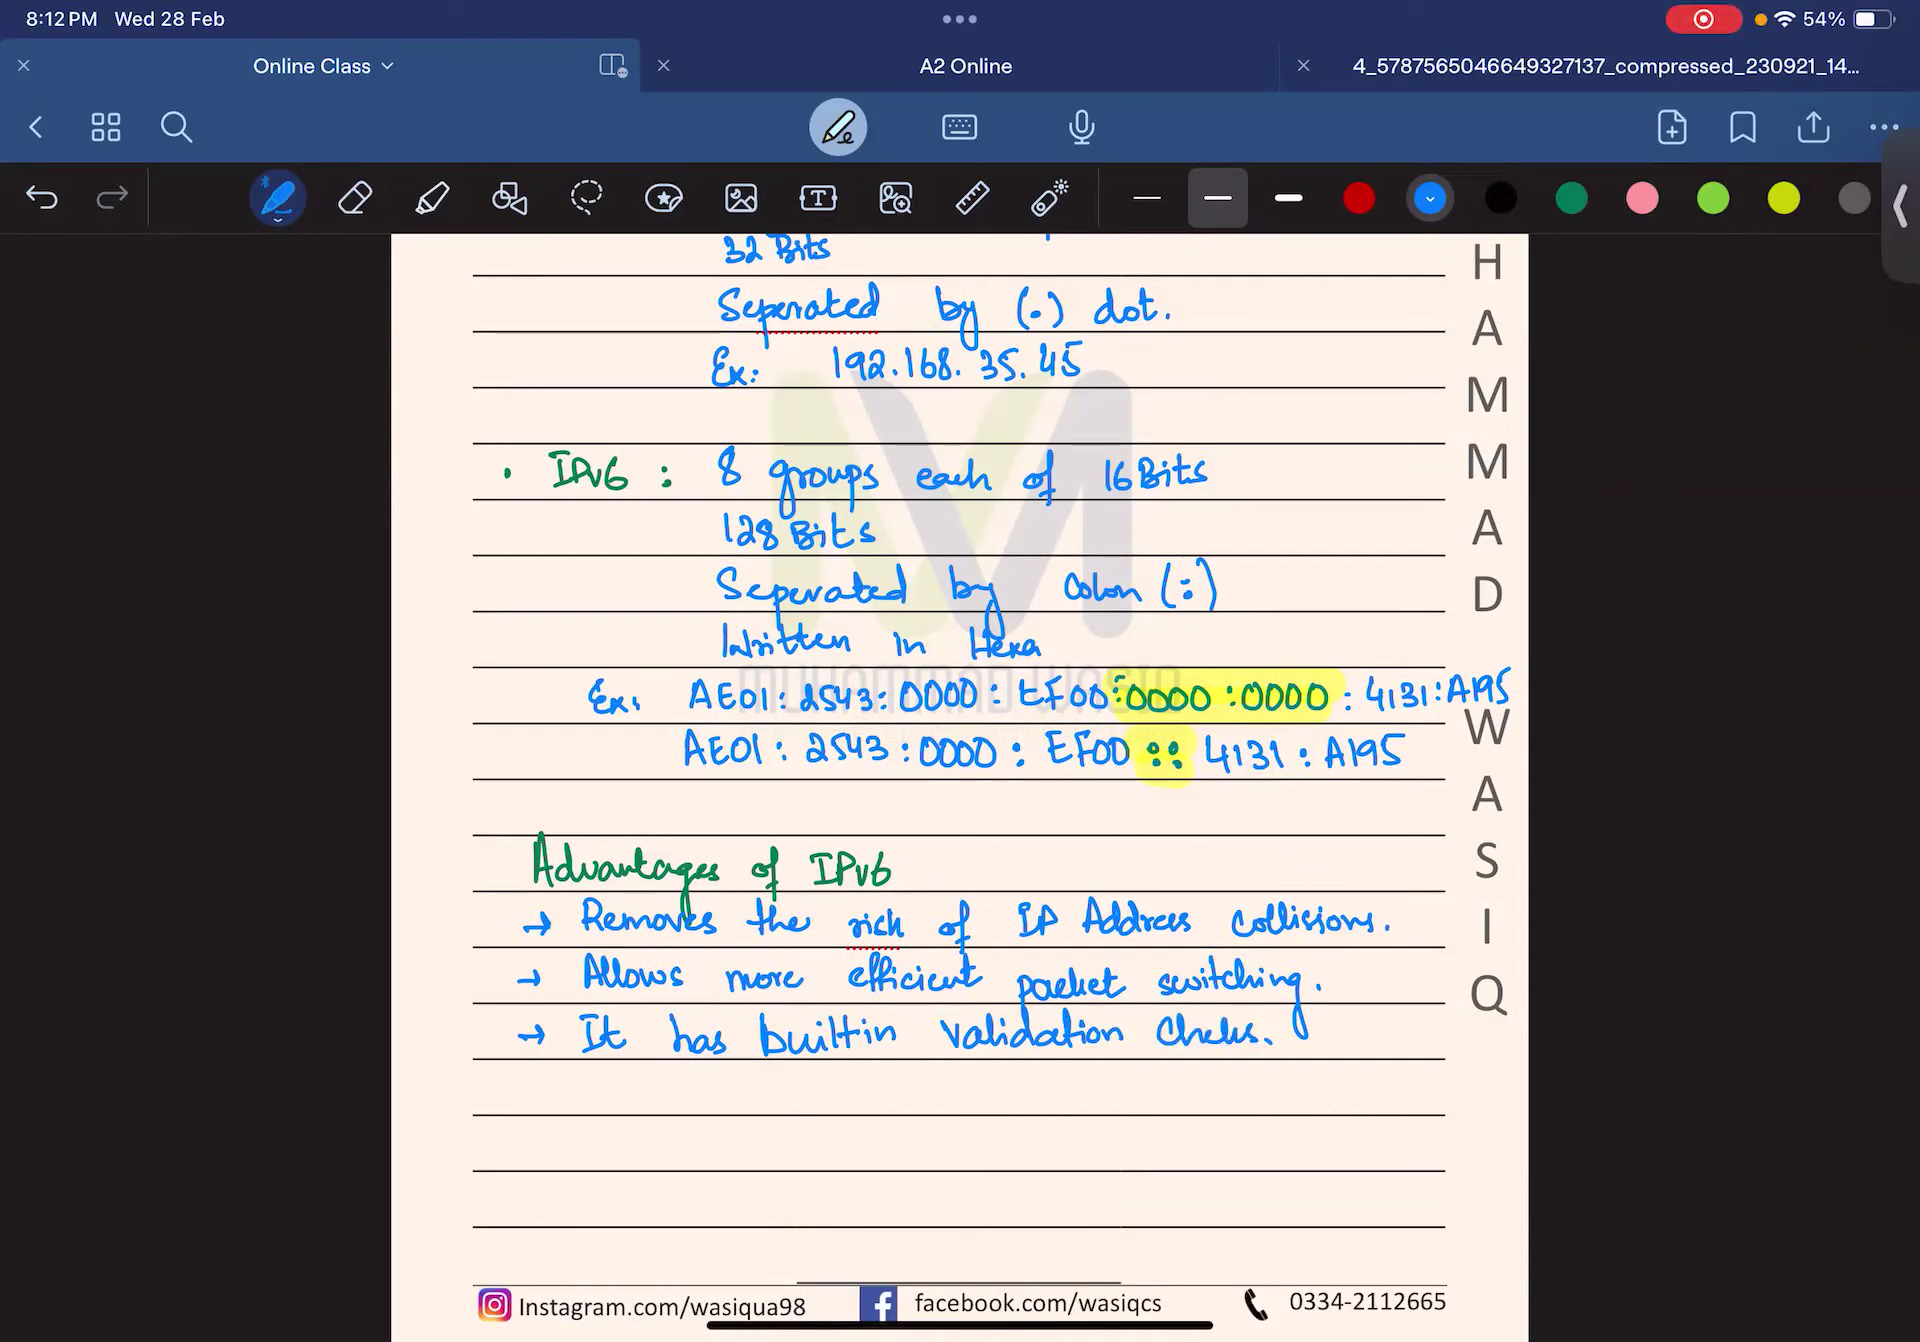 8:12 PM Wed 28 Feb
54%
Online Class
A2 Online
4_5787565046649327137_compressed_230921_14...
32 Bits
Seperated by (.) dot.
Ex: 192.168.35.45
• IPv6 : 8 groups each of 16 Bits
128 Bits
Seperated by Colon (:)
Written in Hexa
MUHAMMAD WASIQ
Ex: AE01:2543:0000:EF00:0000:0000:4131:A195
AE01:2543:0000:EF00::4131:A195
Advantages of IPv6
→ Removes the risk of IP Address collisions.
→ Allows more efficient packet switching.
→ It has builtin validation Cheks.
H
A
M
M
A
D
W
A
S
I
Q
Instagram.com/wasiqua98 facebook.com/wasiqcs 0334-2112665